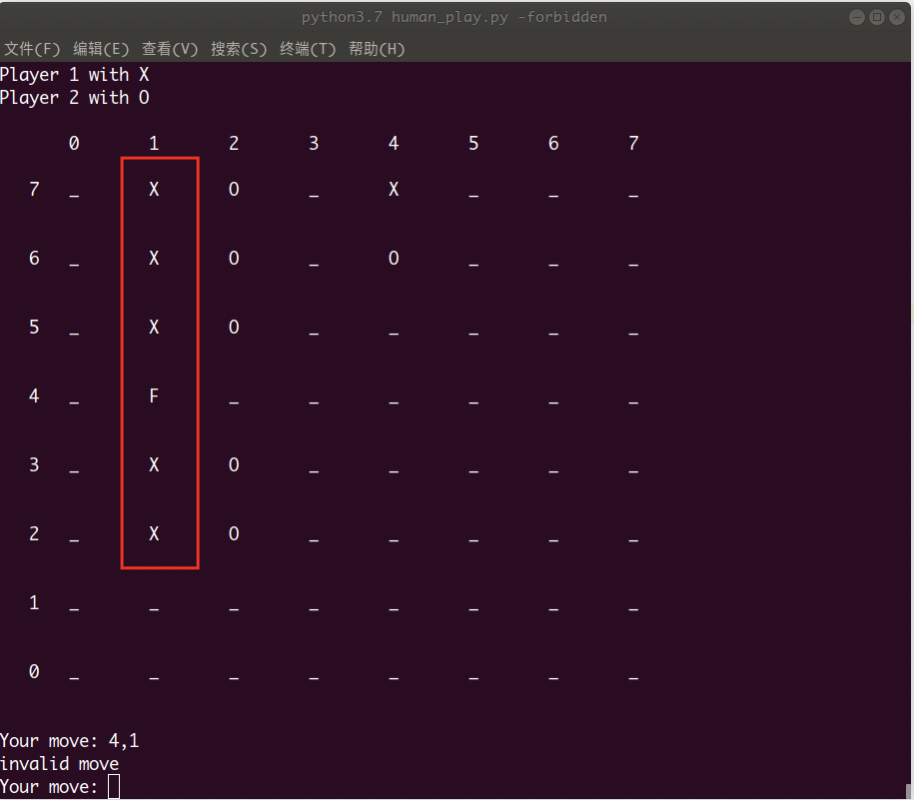 python3.7 human_play.py -forbidden
文件(F) 编辑(E) 查看(V) 搜索(S) 终端(T) 帮助(H)
Player 1 with X
Player 2 with O
0 1 2 3 4 5 6 7
7 _ X O _ X _ _ _
6 _ X O _ O _ _ _
5 _ X O _ _ _ _ _
4 _ F _ _ _ _ _ _
3 _ X O _ _ _ _ _
2 _ X O _ _ _ _ _
1 _ _ _ _ _ _ _ _
0 _ _ _ _ _ _ _ _
Your move: 4,1
invalid move
Your move: